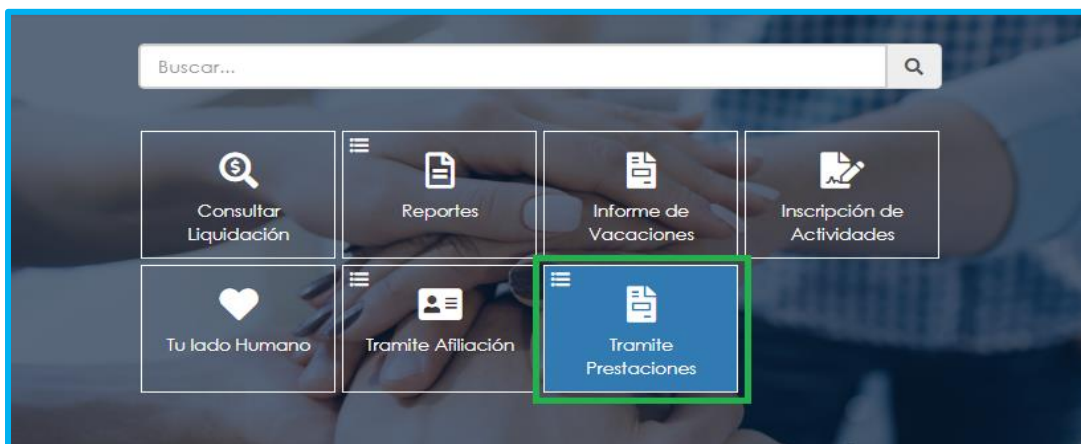 Buscar...
Consultar
Liquidación
Reportes
Informe de
Vacaciones
Inscripción de
Actividades
Tu lado Humano
Tramite Afiliación
Tramite
Prestaciones